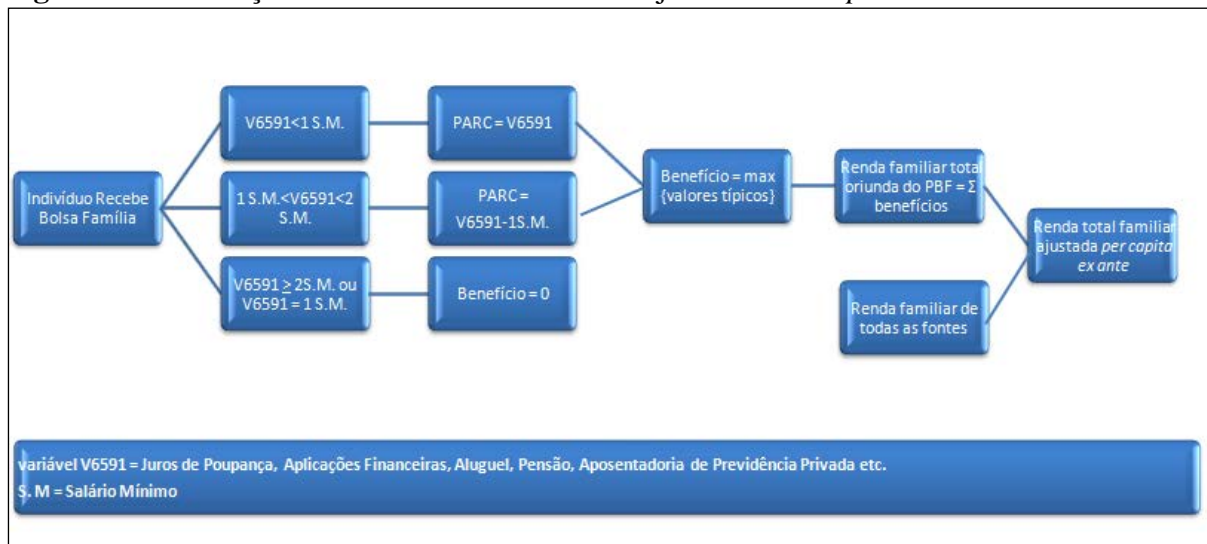 Indivíduo Recebe
Bolsa Família
V6591<1 S.M.
1 S.M.<V6591<2
S.M.
V6591 ≥ 2S.M. ou
V6591 = 1 S.M.
PARC = V6591
PARC =
V6591-1S.M.
Benefício = 0
Benefício = max
{valores típicos}
Renda familiar total
oriunda do PBF = Σ
benefícios
Renda familiar de
todas as fontes
Renda total familiar
ajustada per capita
ex ante
variável V6591 = Juros de Poupança, Aplicações Financeiras, Aluguel, Pensão, Aposentadoria de Previdência Privada etc.
S. M = Salário Mínimo